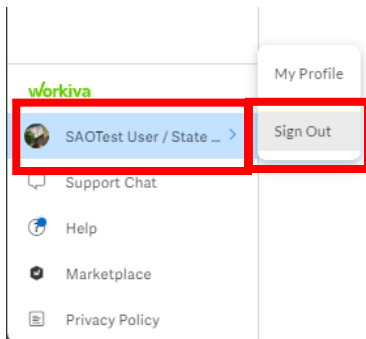 workiva
SAOTest User / State ...
Support Chat
Help
Marketplace
Privacy Policy
My Profile
Sign Out